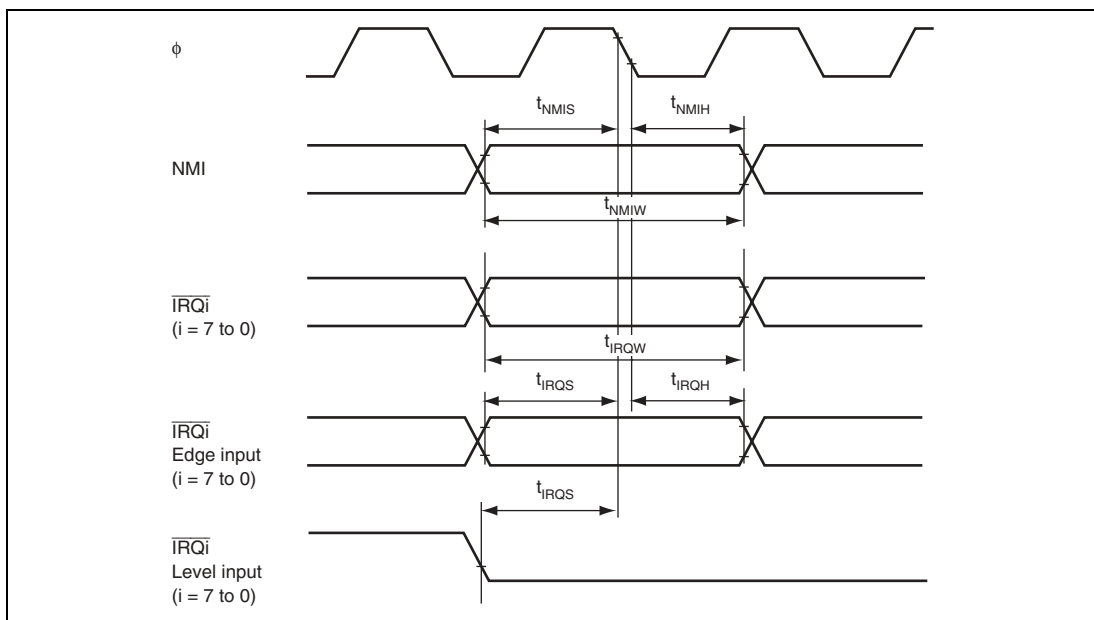 ϕ
tNMIS
tNMIH
NMI
tNMIW
IRQi
(i = 7 to 0)
tIRQW
tIRQS
tIRQH
IRQi
Edge input
(i = 7 to 0)
tIRQS
IRQi
Level input
(i = 7 to 0)